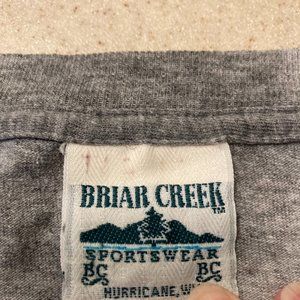 BRIAR CREEK
TM
SPORTSWEAR
BC BC
HURRICANE, W